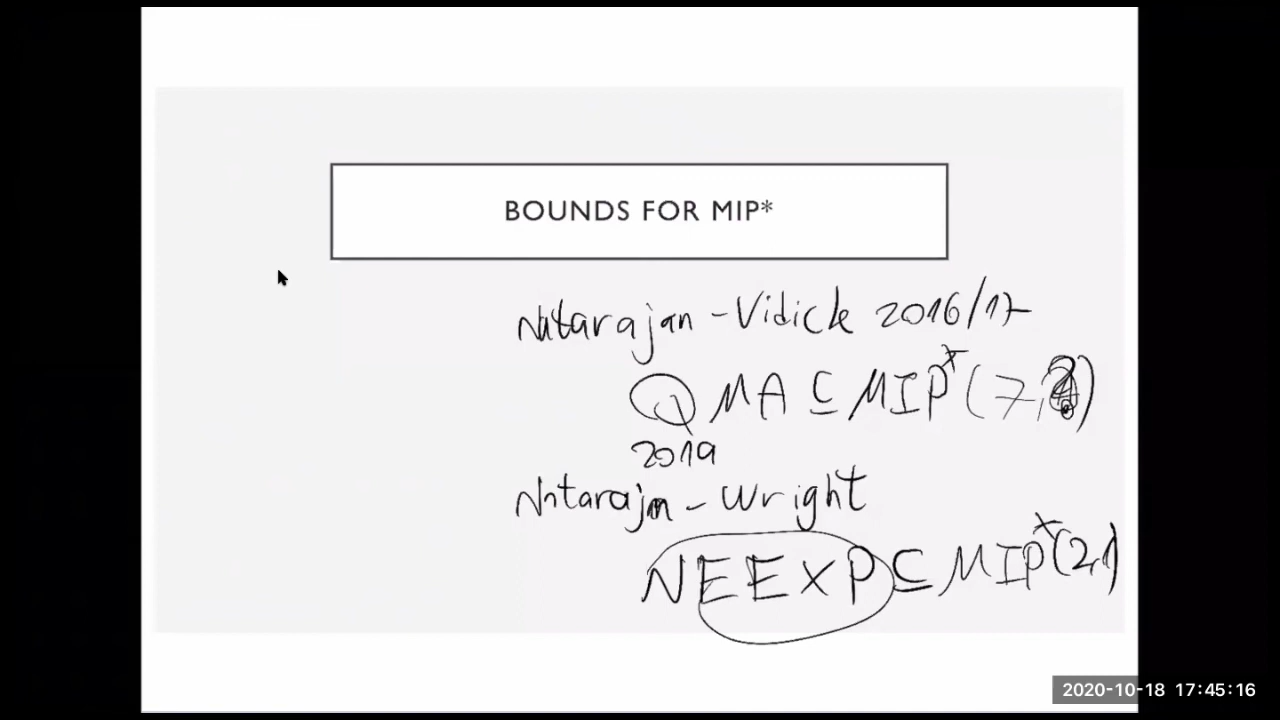 BOUNDS FOR MIP*
Natarajan - Vidick 2016/17
QMA ⊆ MIP* (7, )
2019
Natarajan - Wright
NEEXP ⊆ MIP*(2,1)
2020-10-18 17:45:16